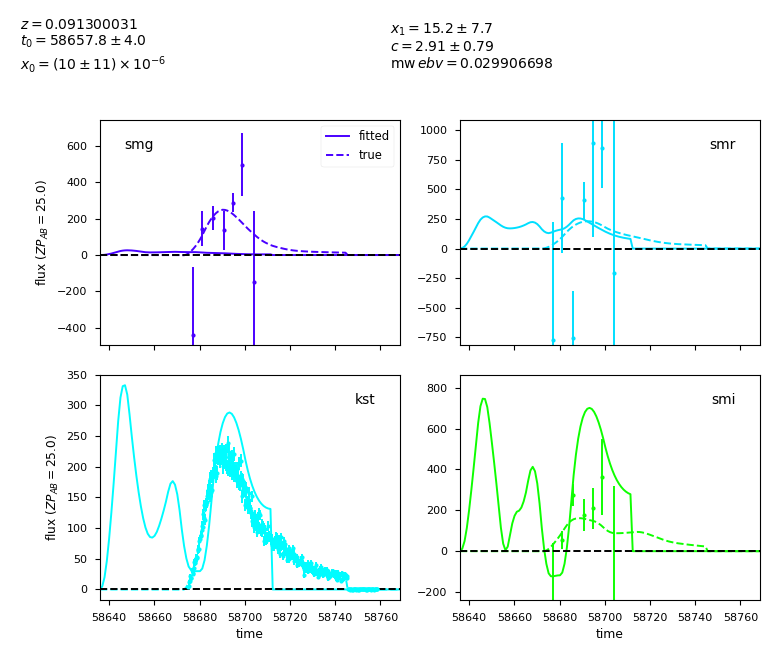 z = 0.091300031
t₀ = 58657.8 ± 4.0
x₀ = (10 ± 11) × 10⁻⁶
x₁ = 15.2 ± 7.7
c = 2.91 ± 0.79
mw ebv = 0.029906698
smg
fitted
true
600
400
200
0
−200
−400
flux (ZP_AB = 25.0)
smr
1000
750
500
250
0
−250
−500
−750
kst
350
300
250
200
150
100
50
0
flux (ZP_AB = 25.0)
58640 58660 58680 58700 58720 58740 58760
time
smi
800
600
400
200
0
−200
58640 58660 58680 58700 58720 58740 58760
time